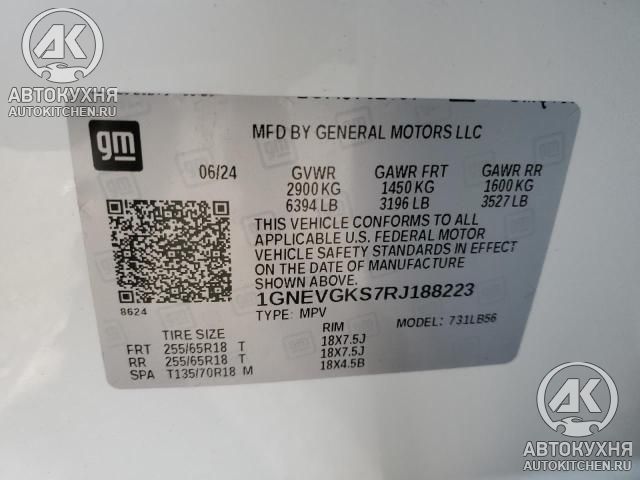 АВТОКУХНЯ
AUTOKITCHEN.RU
АВТОКУХНЯ
AUTOKITCHEN.RU
gm
MFD BY GENERAL MOTORS LLC
06/24 GVWR GAWR FRT GAWR RR
2900 KG 1450 KG 1600 KG
6394 LB 3196 LB 3527 LB
THIS VEHICLE CONFORMS TO ALL
APPLICABLE U.S. FEDERAL MOTOR
VEHICLE SAFETY STANDARDS IN EFFECT
ON THE DATE OF MANUFACTURE
SHOWN ABOVE.
8624
1GNEVGKS7RJ188223
TYPE: MPV MODEL: 731LB56
TIRE SIZE RIM
FRT 255/65R18 T 18X7.5J
RR 255/65R18 T 18X7.5J
SPA T135/70R18 M 18X4.5B
АВТОКУХНЯ
AUTOKITCHEN.RU